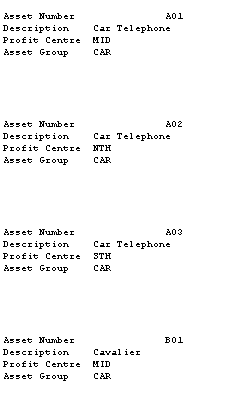 Asset Number A01
Description Car Telephone
Profit Centre MID
Asset Group CAR
Asset Number A02
Description Car Telephone
Profit Centre NTH
Asset Group CAR
Asset Number A03
Description Car Telephone
Profit Centre STH
Asset Group CAR
Asset Number B01
Description Cavalier
Profit Centre MID
Asset Group CAR